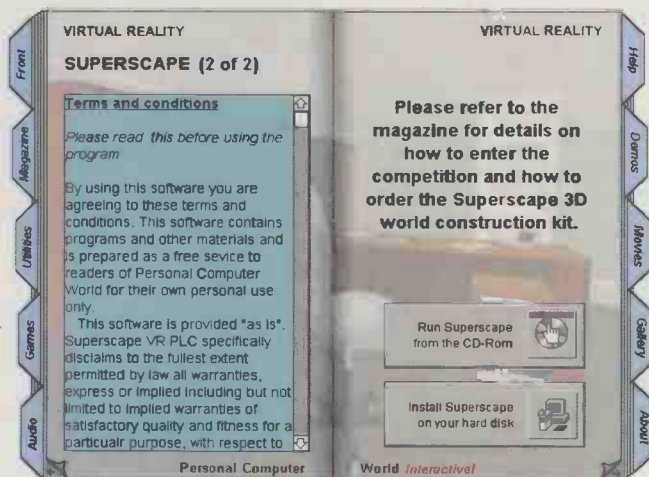 VIRTUAL REALITY
SUPERSCAPE (2 of 2)
Terms and conditions
Please read this before using the
program
By using this software you are
agreeing to these terms and
conditions. This software contains
programs and other materials and
is prepared as a free sevice to
readers of Personal Computer
World for their own personal use
only.
This software is provided "as is".
Superscape VR PLC specifically
disclaims to the fullest extent
permitted by law all warranties,
express or implied including but not
limited to implied warranties of
satisfactory quality and fitness for a
particualr purpose, with respect to
Personal Computer
Front
Magazine
Utilities
Games
Audio
VIRTUAL REALITY
Please refer to the
magazine for details on
how to enter the
competition and how to
order the Superscape 3D
world construction kit.
Run Superscape
from the CD-Rom
Install Superscape
on your hard disk
World Interactive!
Help
Demos
Movies
Gallery
About